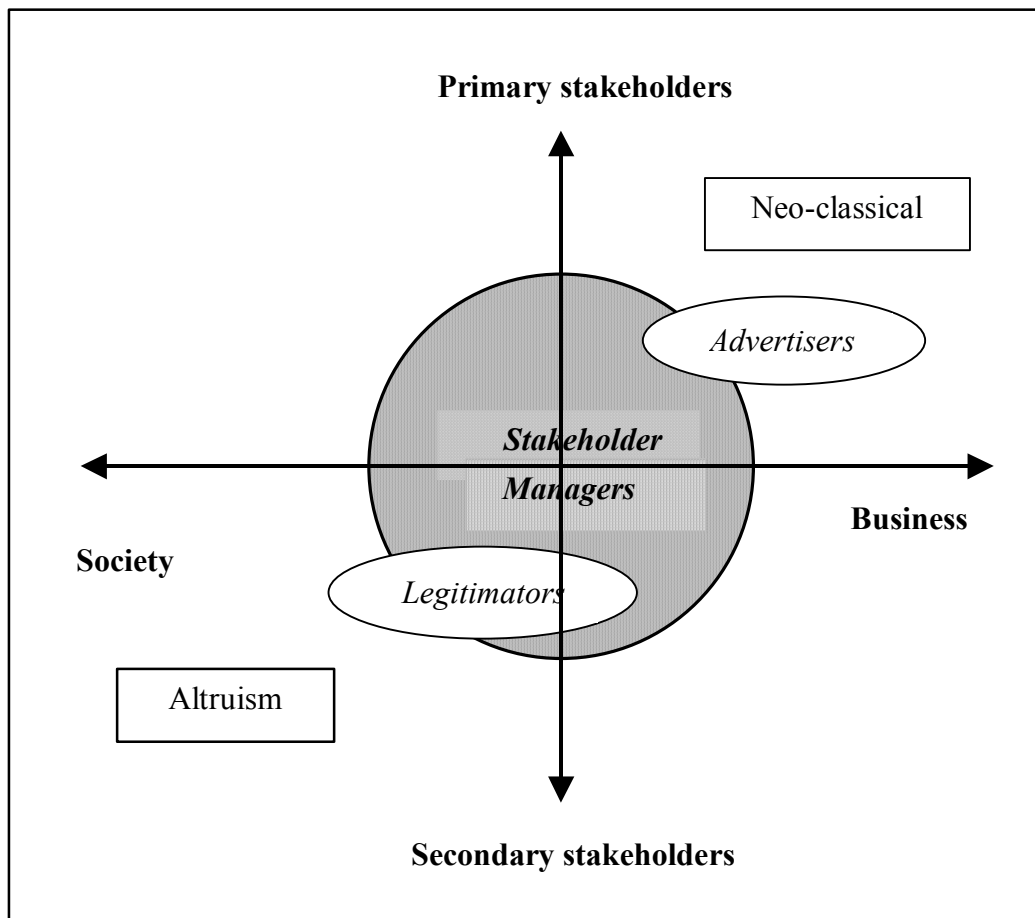 Primary stakeholders
Neo-classical
Advertisers
Stakeholder
Managers
Business
Society
Legitimators
Altruism
Secondary stakeholders